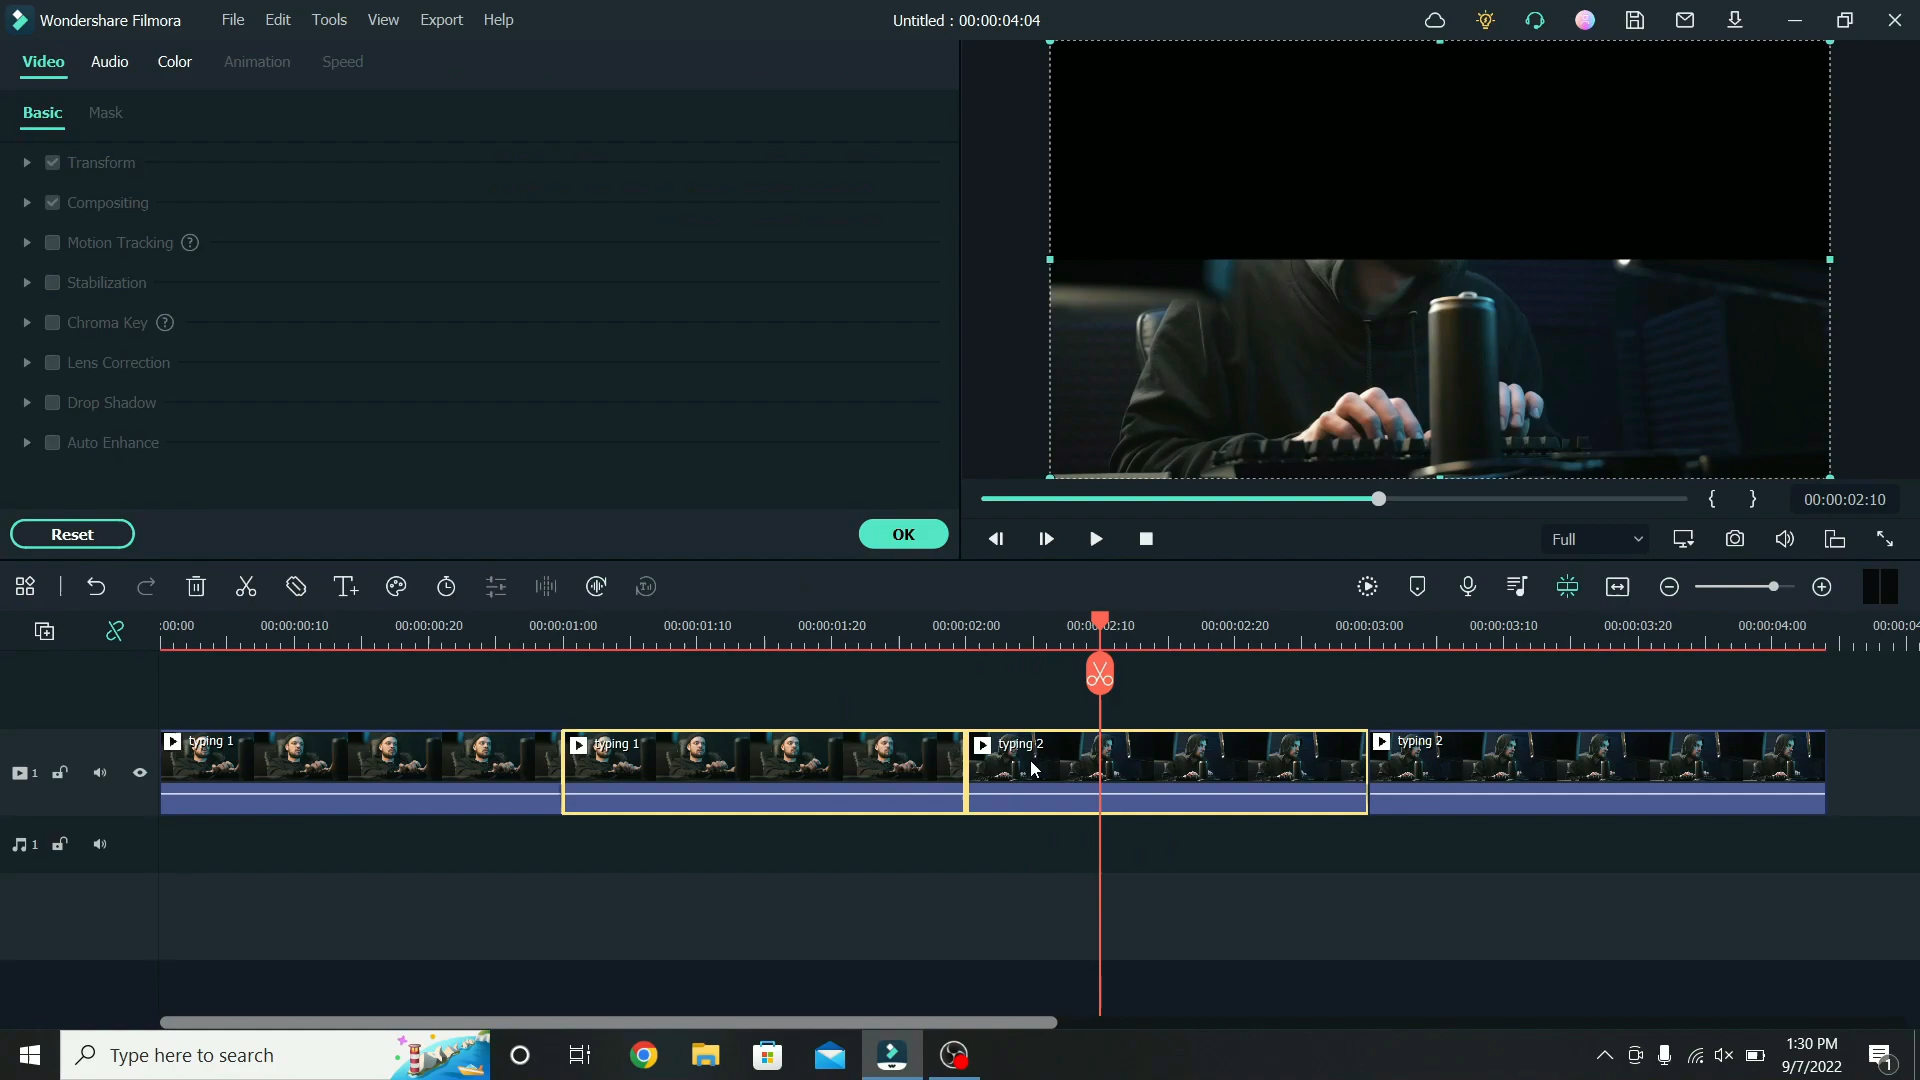 Wondershare Filmora File Edit Tools View Export Help Untitled : 00:00:04:04
Video Audio Color Animation Speed
Basic Mask
Transform
Compositing
Motion Tracking ?
Stabilization
Chroma Key ?
Lens Correction
Drop Shadow
Auto Enhance
{ } 00:00:02:10
Reset OK
Full
:00:00 00:00:00:10 00:00:00:20 00:00:01:00 00:00:01:10 00:00:01:20 00:00:02:00 00:00:02:10 00:00:02:20 00:00:03:00 00:00:03:10 00:00:03:20 00:00:04:00 00:00:04
typing 1 typing 1 typing 2 typing 2
1
1
Type here to search
1:30 PM
9/7/2022
1